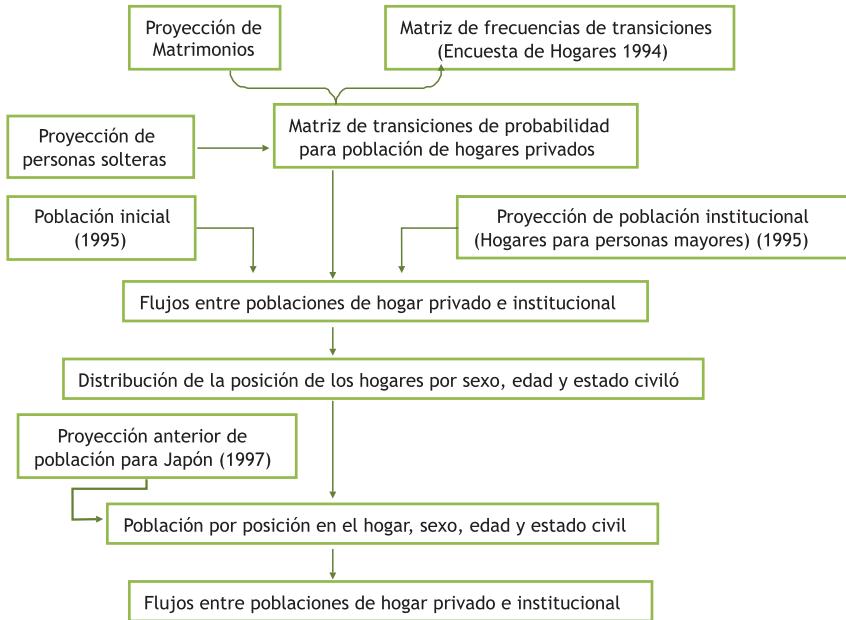 Proyección de
Matrimonios
Matriz de frecuencias de transiciones
(Encuesta de Hogares 1994)
Matriz de transiciones de probabilidad
para población de hogares privados
Proyección de
personas solteras
Población inicial
(1995)
Proyección de población institucional
(Hogares para personas mayores) (1995)
Flujos entre poblaciones de hogar privado e institucional
Distribución de la posición de los hogares por sexo, edad y estado civiló
Proyección anterior de
población para Japón (1997)
Población por posición en el hogar, sexo, edad y estado civil
Flujos entre poblaciones de hogar privado e institucional